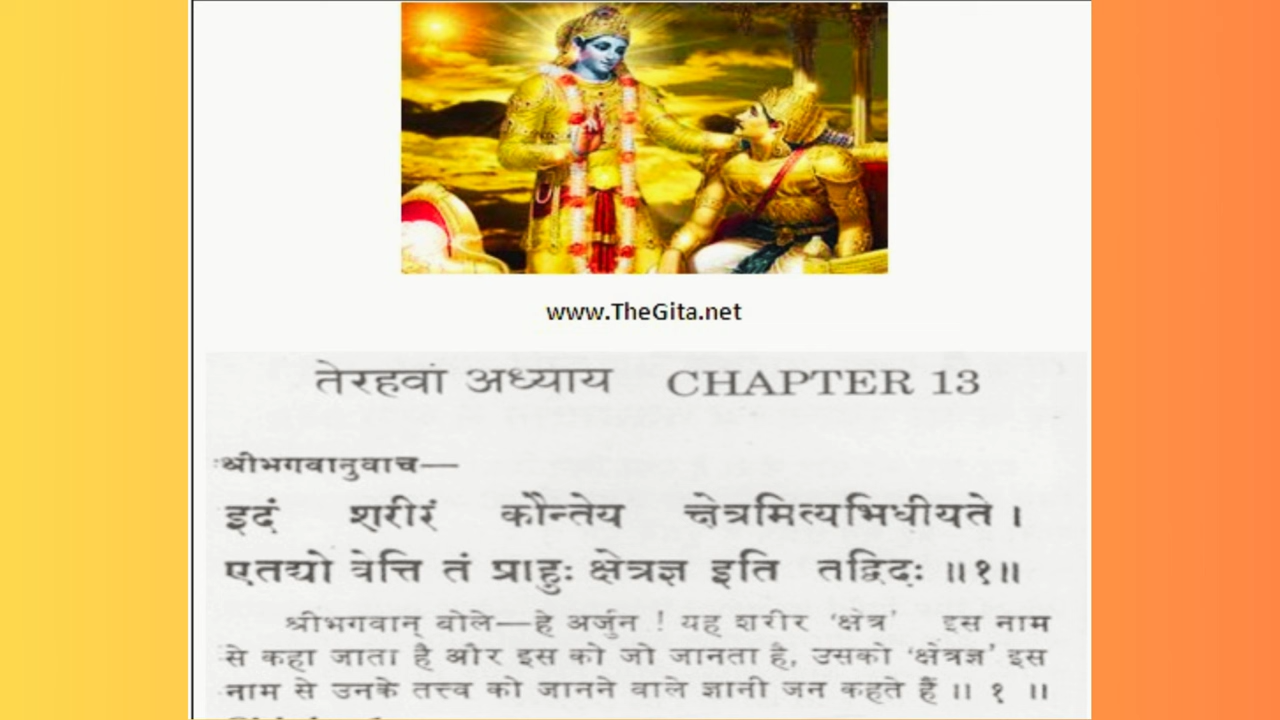 www.TheGita.net
तेरहवां अध्याय CHAPTER 13
श्रीभगवानुवाच—
इदं शरीरं कौन्तेय क्षेत्रमित्यभिधीयते ।
एतद्यो वेत्ति तं प्राहुः क्षेत्रज्ञ इति तद्विदः ॥१॥
श्रीभगवान् बोले—हे अर्जुन ! यह शरीर ‘क्षेत्र’ इस नाम
से कहा जाता है और इस को जो जानता है, उसको ‘क्षेत्रज्ञ’ इस
नाम से उनके तत्त्व को जानने वाले ज्ञानी जन कहते हैं ॥ १ ॥